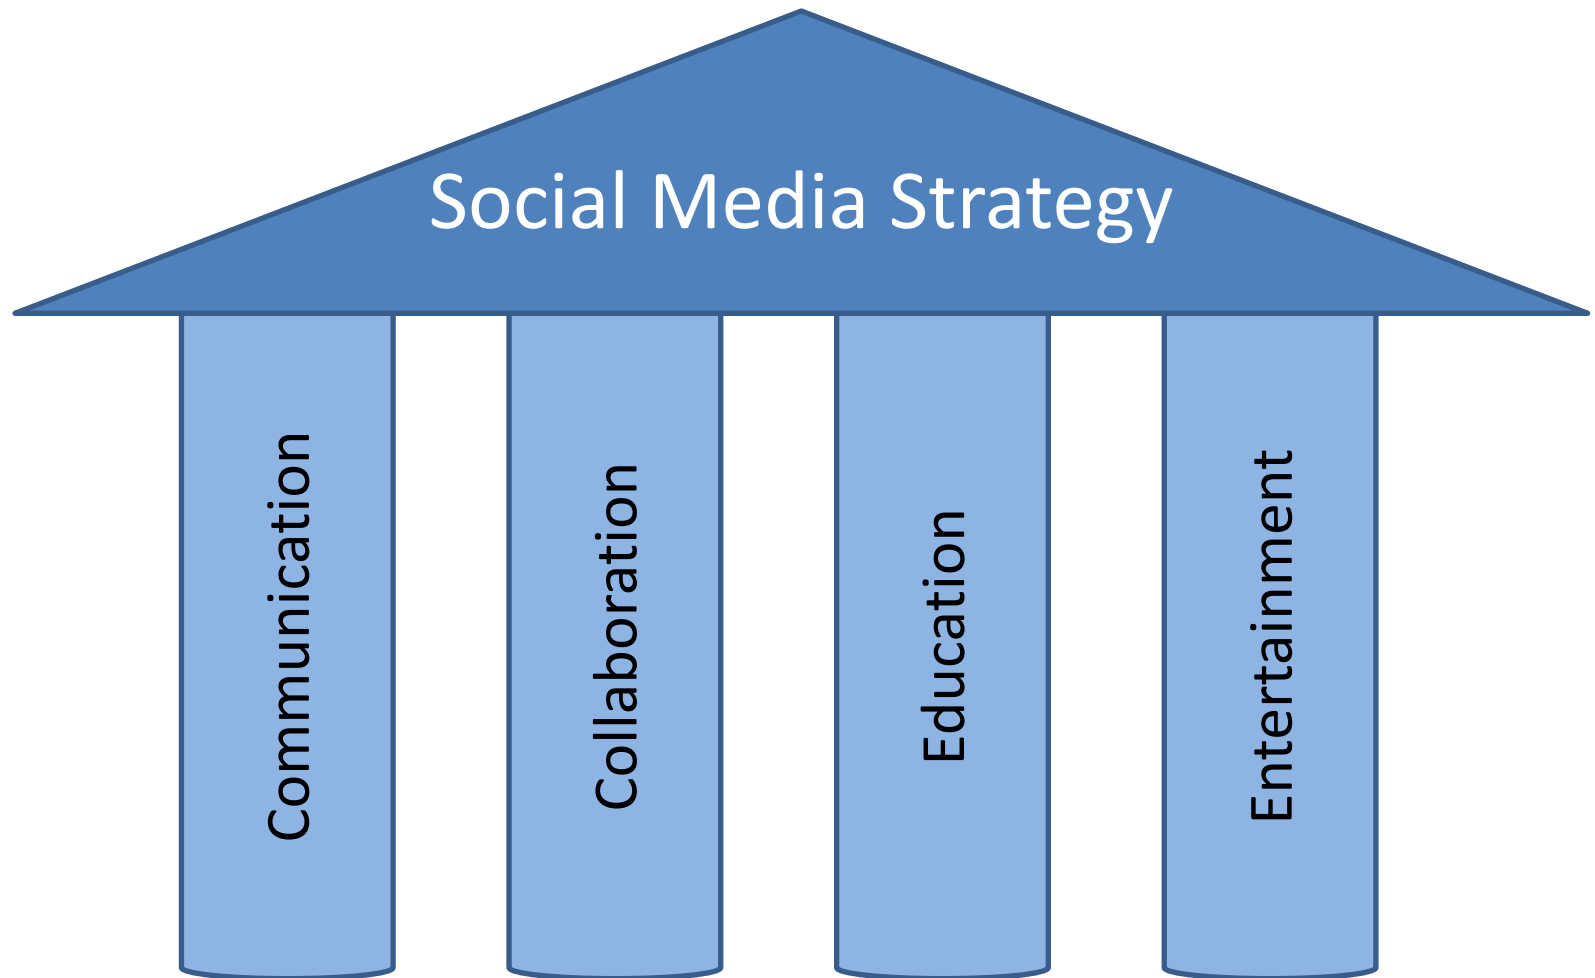 Social Media Strategy
Communication
Collaboration
Education
Entertainment